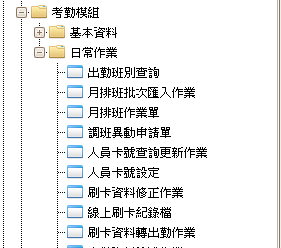 考勤模組
基本資料
日常作業
出勤班別查詢
月排班批次匯入作業
月排班作業單
調班異動申請單
人員卡號查詢更新作業
人員卡號設定
刷卡資料修正作業
線上刷卡紀錄檔
刷卡資料轉出勤作業